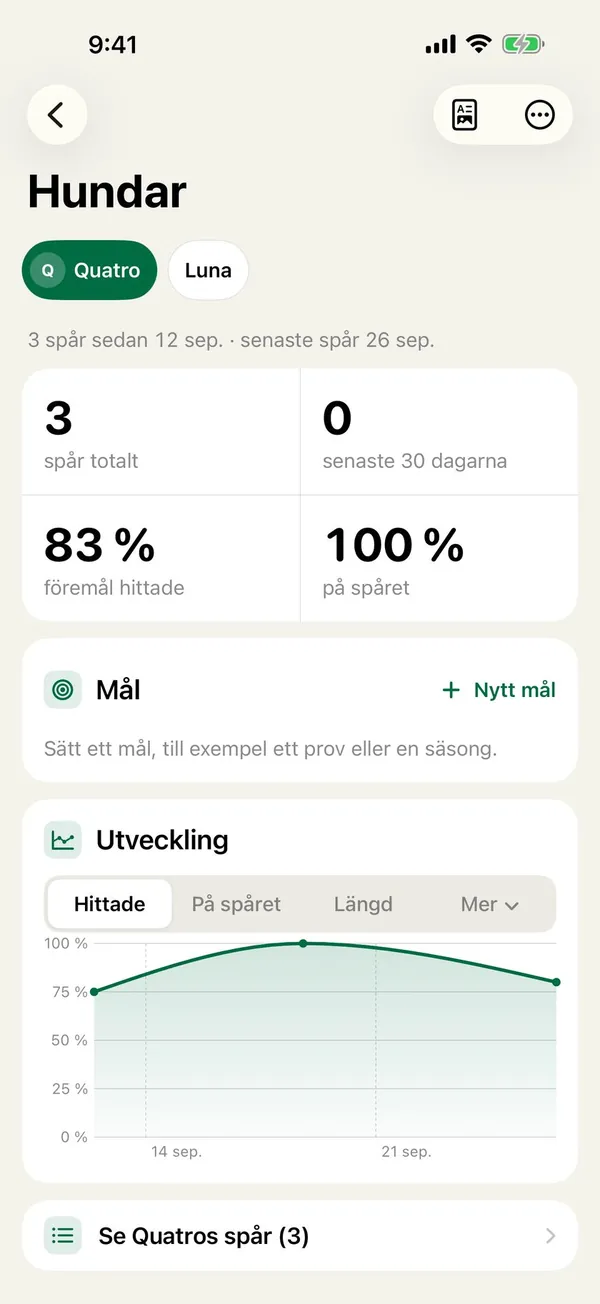 9:41
Hundar
Q Quatro Luna
3 spår sedan 12 sep. · senaste spår 26 sep.
3 0
spår totalt senaste 30 dagarna
83 % 100 %
föremål hittade på spåret
Mål + Nytt mål
Sätt ett mål, till exempel ett prov eller en säsong.
Utveckling
Hittade På spåret Längd Mer
100 %
75 %
50 %
25 %
0 %
14 sep. 21 sep.
Se Quatros spår (3)